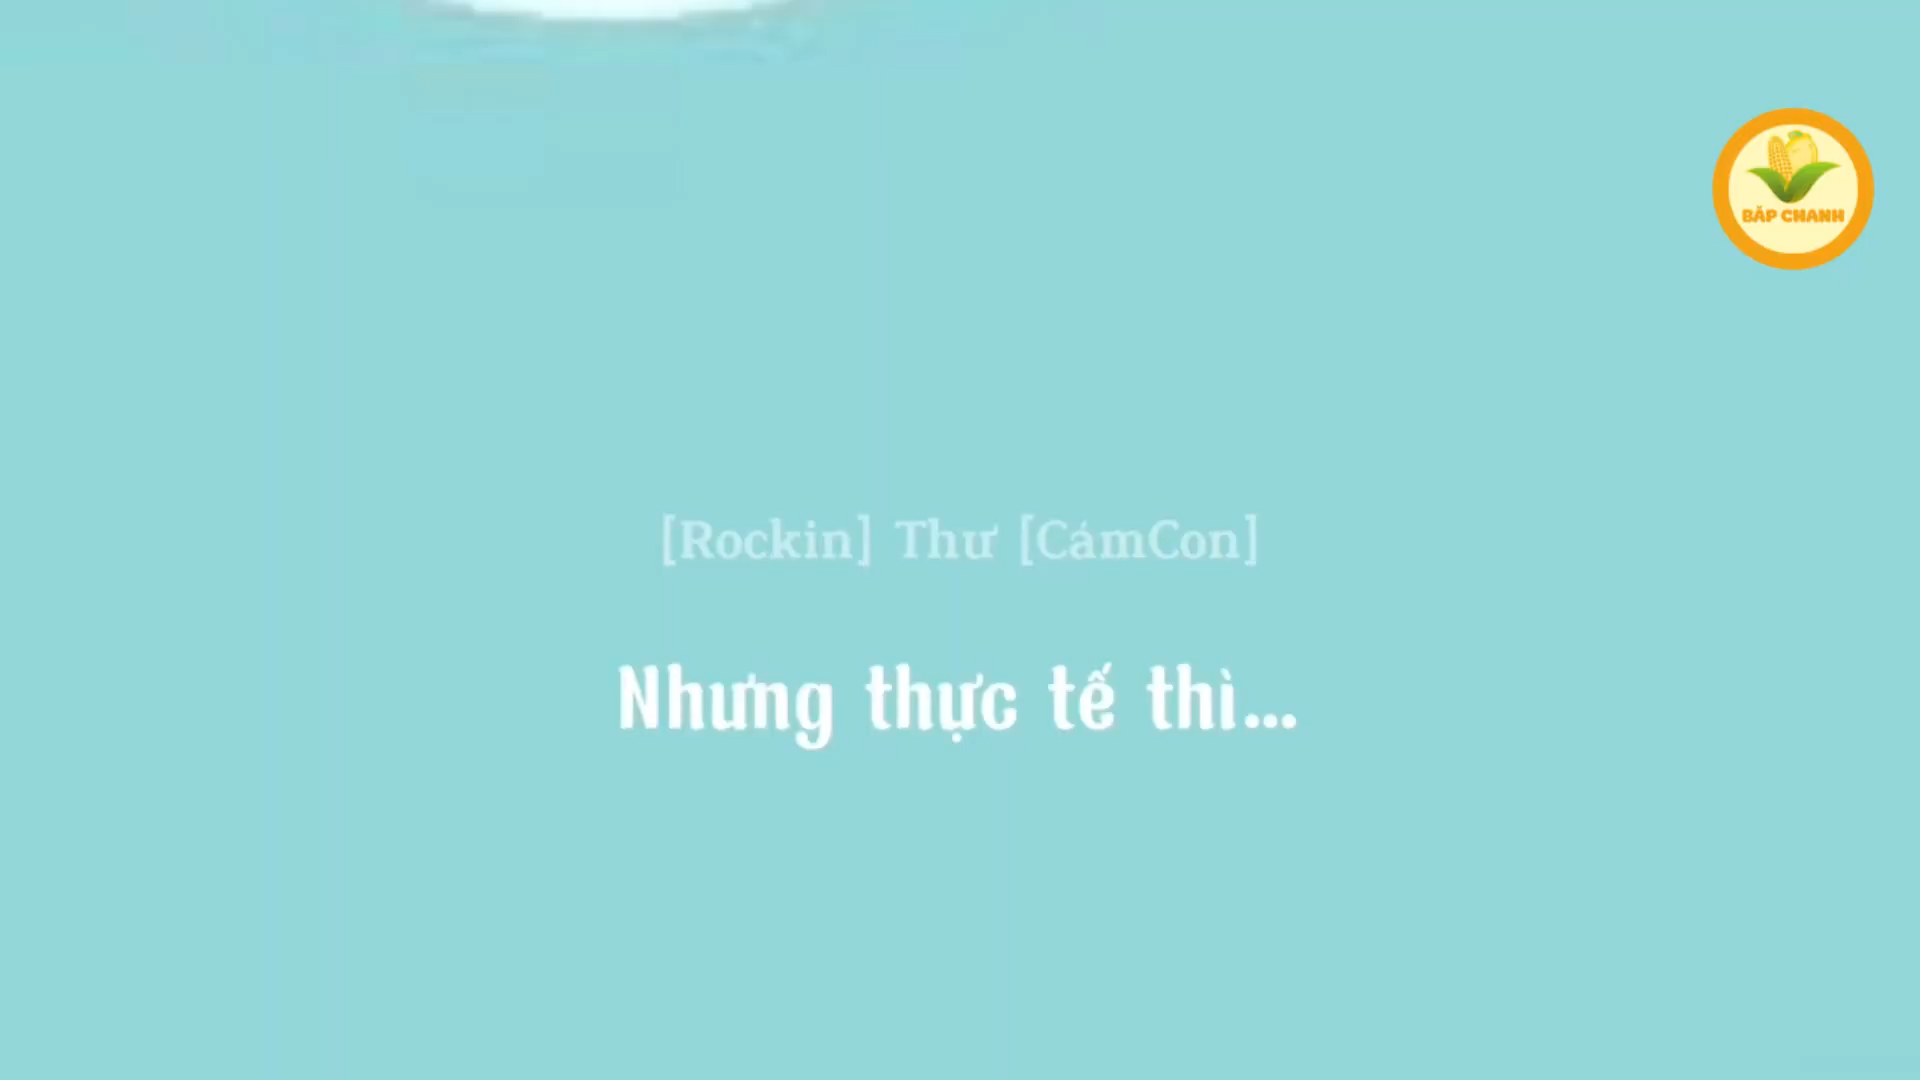 BẮP CHANH
[Rockin] Thư [CámCon]
Nhưng thực tế thì...